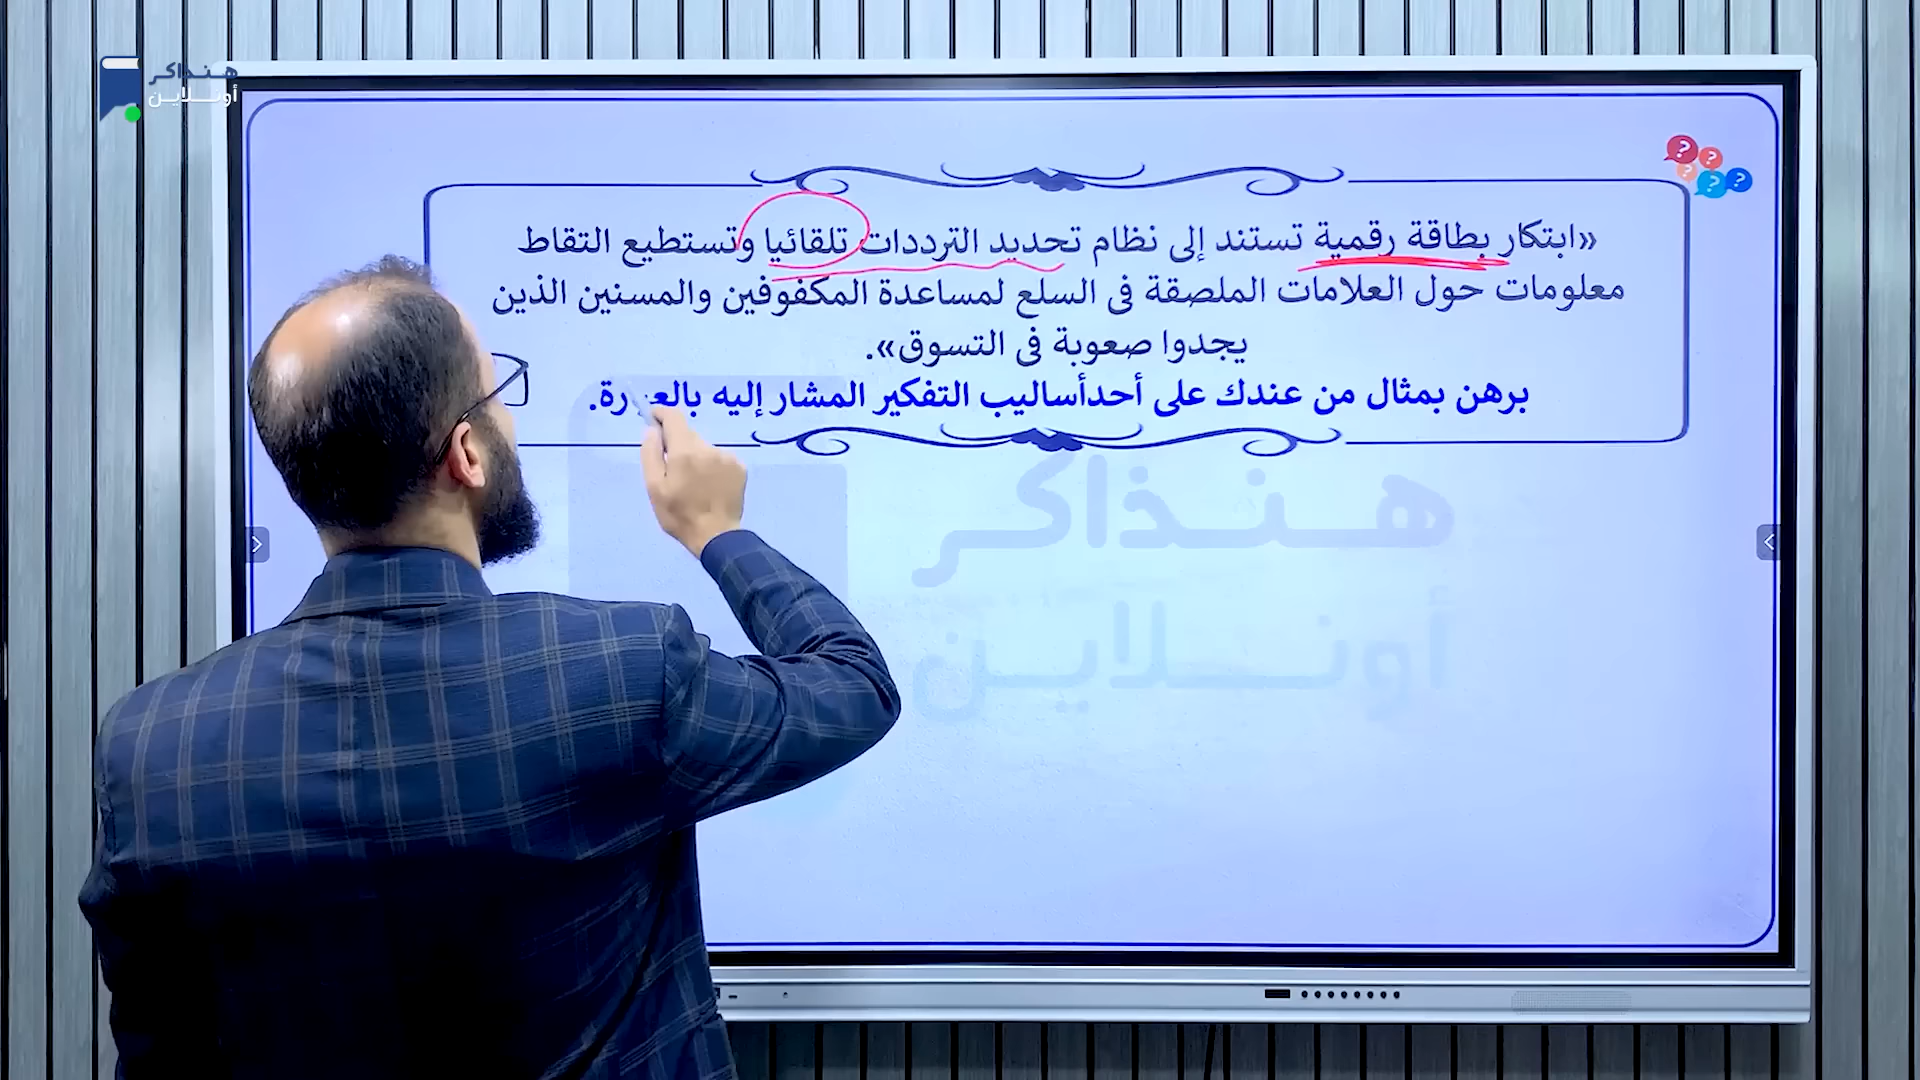 هنذاكر
أونلاين
«ابتكار بطاقة رقمية تستند إلى نظام تحديد الترددات تلقائيا وتستطيع التقاط
معلومات حول العلامات الملصقة فى السلع لمساعدة المكفوفين والمسنين الذين
يجدوا صعوبة فى التسوق».
برهن بمثال من عندك على أحدأساليب التفكير المشار إليه
هنذاكر
أونلاين